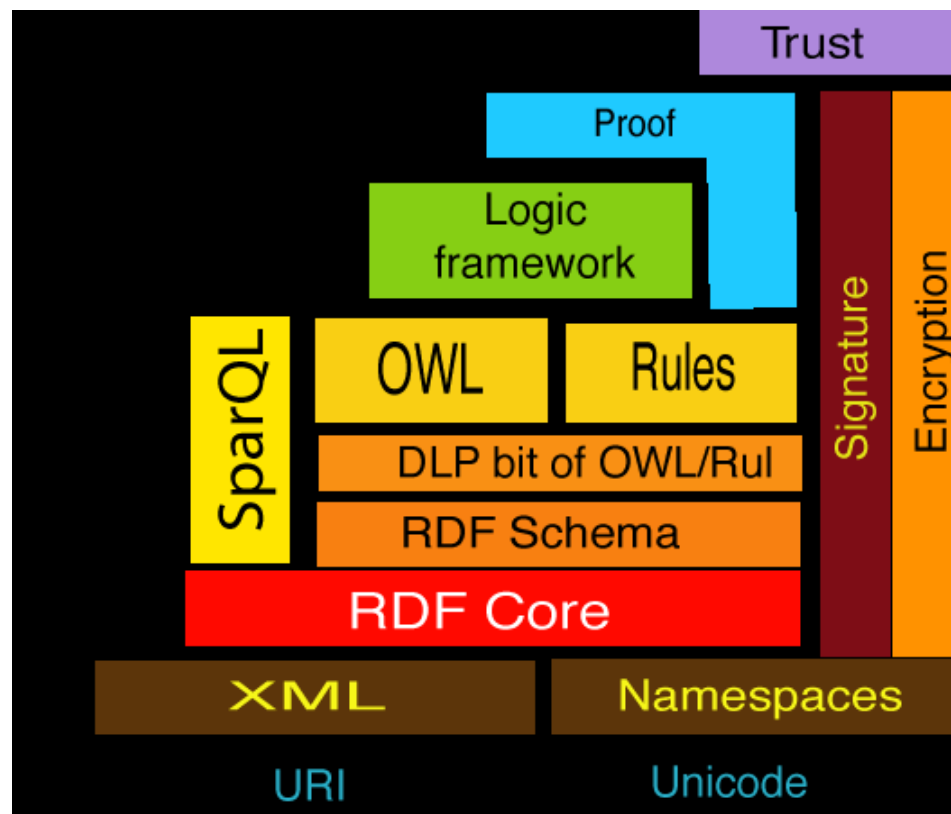 Trust
Proof
Logic
framework
SparQL
OWL
Rules
Signature
Encryption
DLP bit of OWL/Rul
RDF Schema
RDF Core
XML
Namespaces
URI
Unicode